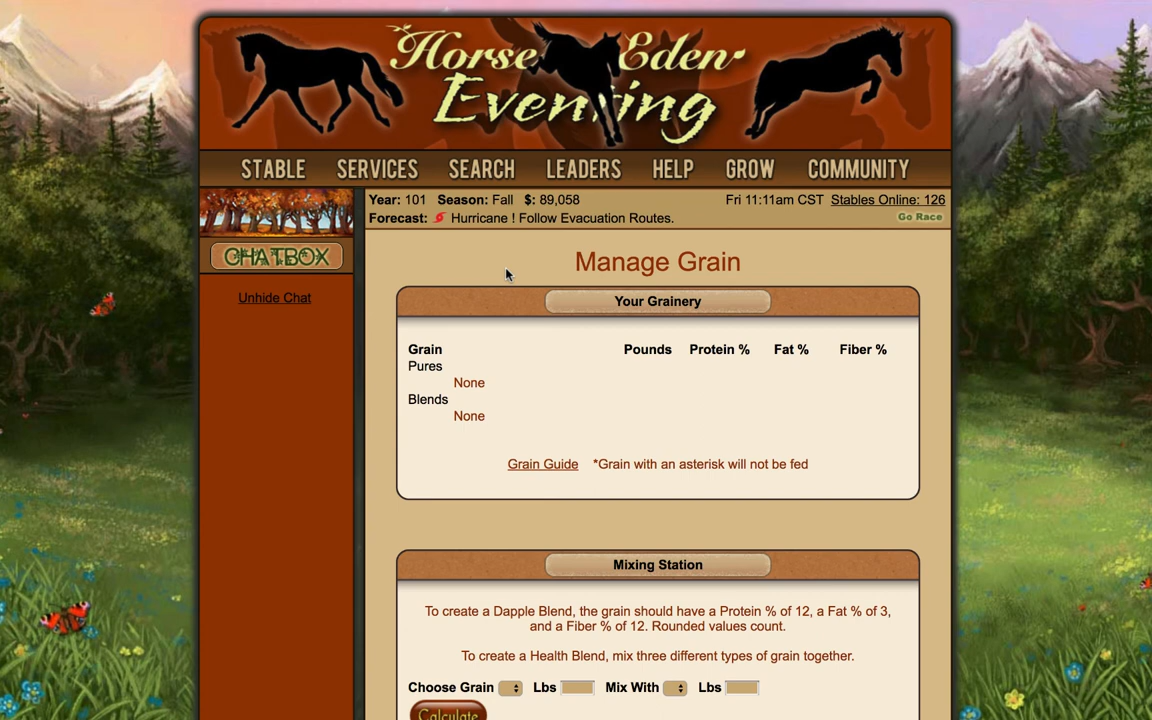 Horse Eden
Eventing
STABLE SERVICES SEARCH LEADERS HELP GROW COMMUNITY
Year: 101 Season: Fall $: 89,058 Fri 11:11am CST Stables Online: 126
Forecast: Hurricane ! Follow Evacuation Routes. Go Race
CHATBOX
Unhide Chat
Manage Grain
Your Grainery
Grain Pounds Protein % Fat % Fiber %
Pures
None
Blends
None
Grain Guide *Grain with an asterisk will not be fed
Mixing Station
To create a Dapple Blend, the grain should have a Protein % of 12, a Fat % of 3,
and a Fiber % of 12. Rounded values count.
To create a Health Blend, mix three different types of grain together.
Choose Grain Lbs Mix With Lbs
Calculate